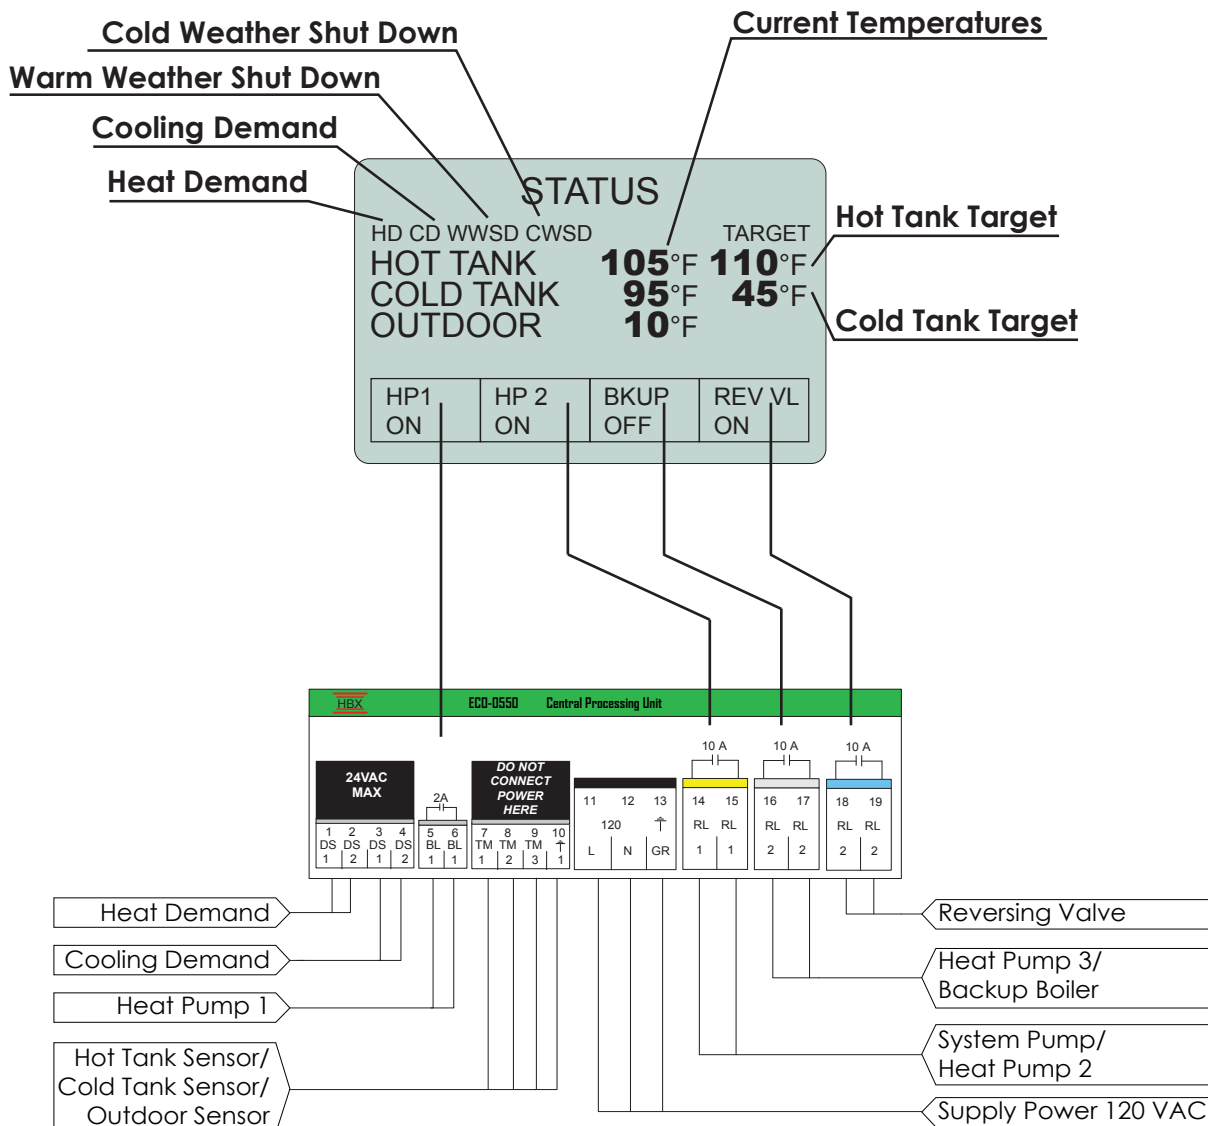 Cold Weather Shut Down
Current Temperatures
Warm Weather Shut Down
Cooling Demand
Heat Demand
STATUS
HD CD WWSD CWSD TARGET
HOT TANK 105°F 110°F
COLD TANK 95°F 45°F
OUTDOOR 10°F
Hot Tank Target
Cold Tank Target
HP1 HP 2 BKUP REV VL
ON ON OFF ON
HBX ECO-0550 Central Processing Unit
24VAC
MAX
2A
DO NOT
CONNECT
POWER
HERE
10 A 10 A 10 A
1 2 3 4 5 6 7 8 9 10
DS DS DS DS BL BL TM TM TM
1 2 1 2 1 1 1 2 3 1
11 12 13
120
L N GR
14 15 16 17 18 19
RL RL RL RL RL RL
1 1 2 2 2 2
Heat Demand
Cooling Demand
Heat Pump 1
Hot Tank Sensor/
Cold Tank Sensor/
Outdoor Sensor
Reversing Valve
Heat Pump 3/
Backup Boiler
System Pump/
Heat Pump 2
Supply Power 120 VAC